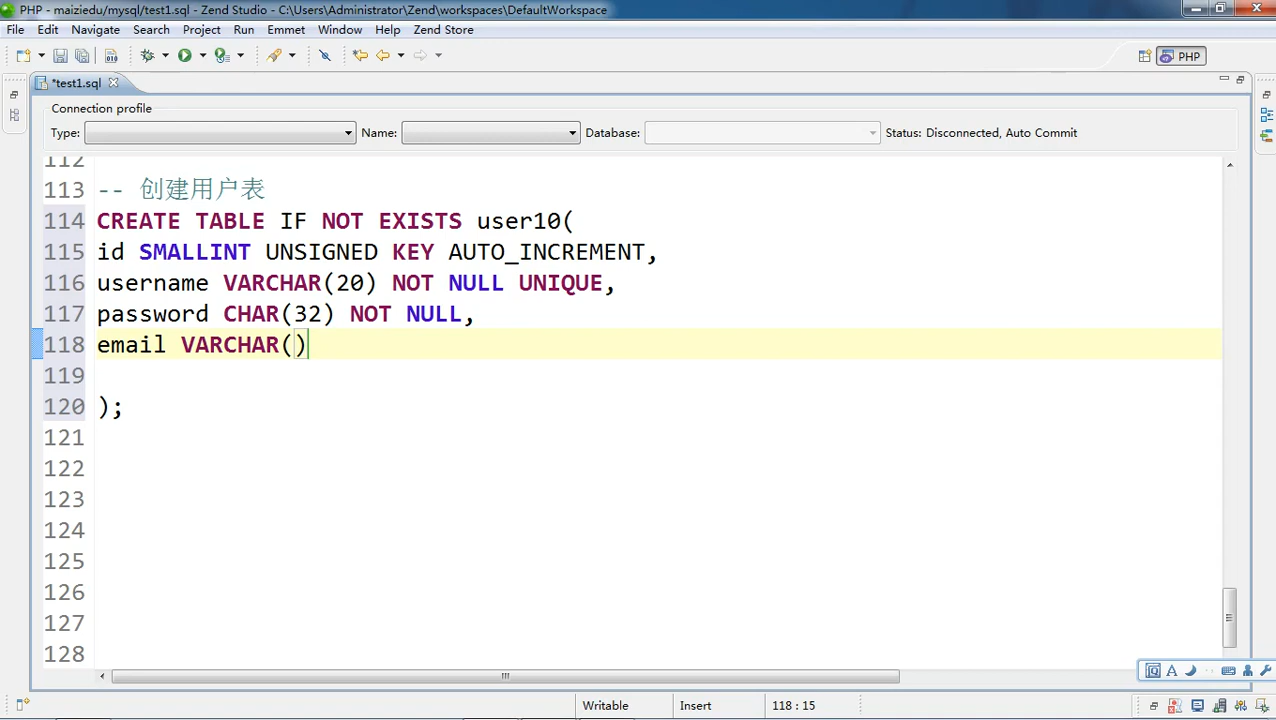 PHP - maiziedu/mysql/test1.sql - Zend Studio - C:\Users\Administrator\Zend\workspaces\DefaultWorkspace
File Edit Navigate Search Project Run Emmet Window Help Zend Store
PHP
*test1.sql
Connection profile
Type: Name: Database: Status: Disconnected, Auto Commit
112
113 -- 创建用户表
114 CREATE TABLE IF NOT EXISTS user10(
115 id SMALLINT UNSIGNED KEY AUTO_INCREMENT,
116 username VARCHAR(20) NOT NULL UNIQUE,
117 password CHAR(32) NOT NULL,
118 email VARCHAR()
119
120 );
121
122
123
124
125
126
127
128
Writable Insert 118 : 15